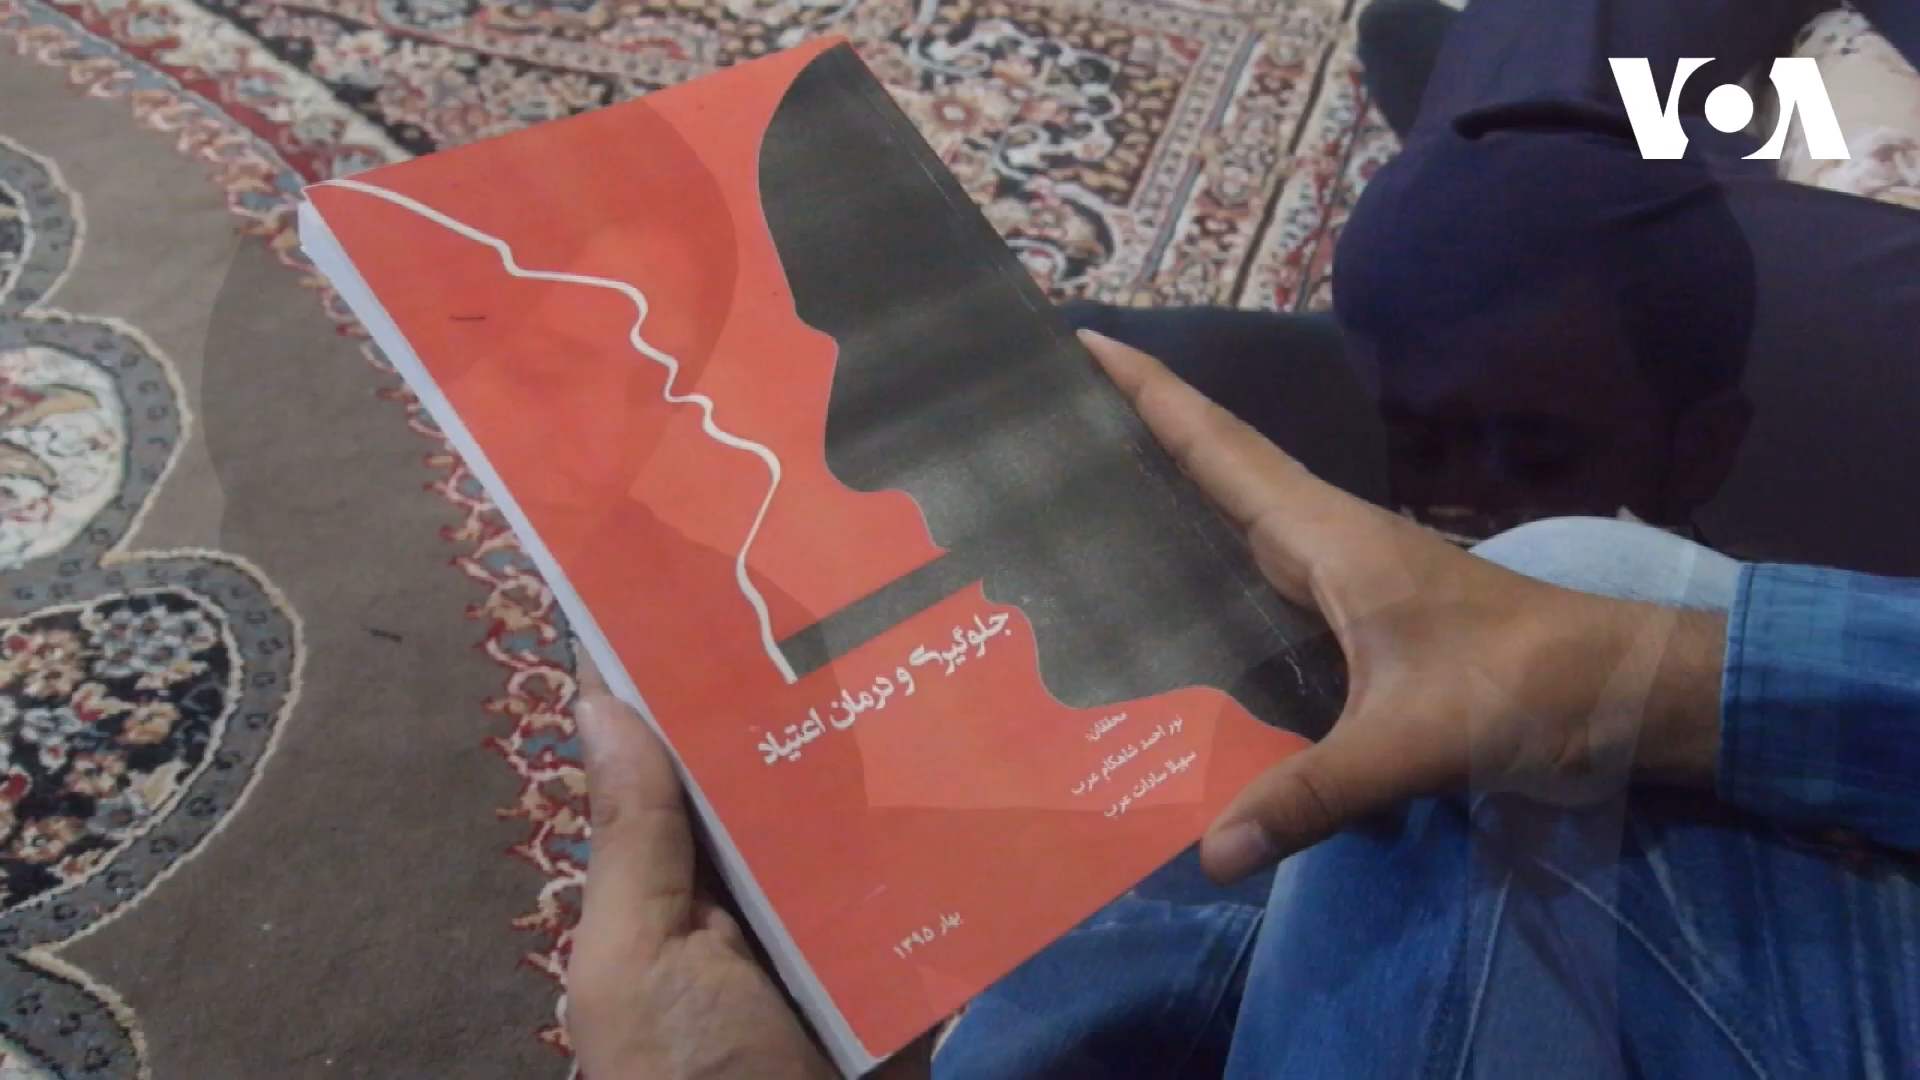 VOA
جلوگیری و درمان اعتیاد
محققان:
نور احمد شاهکام عرب
سهیلا سادات عرب
بهار ۱۳۹۵